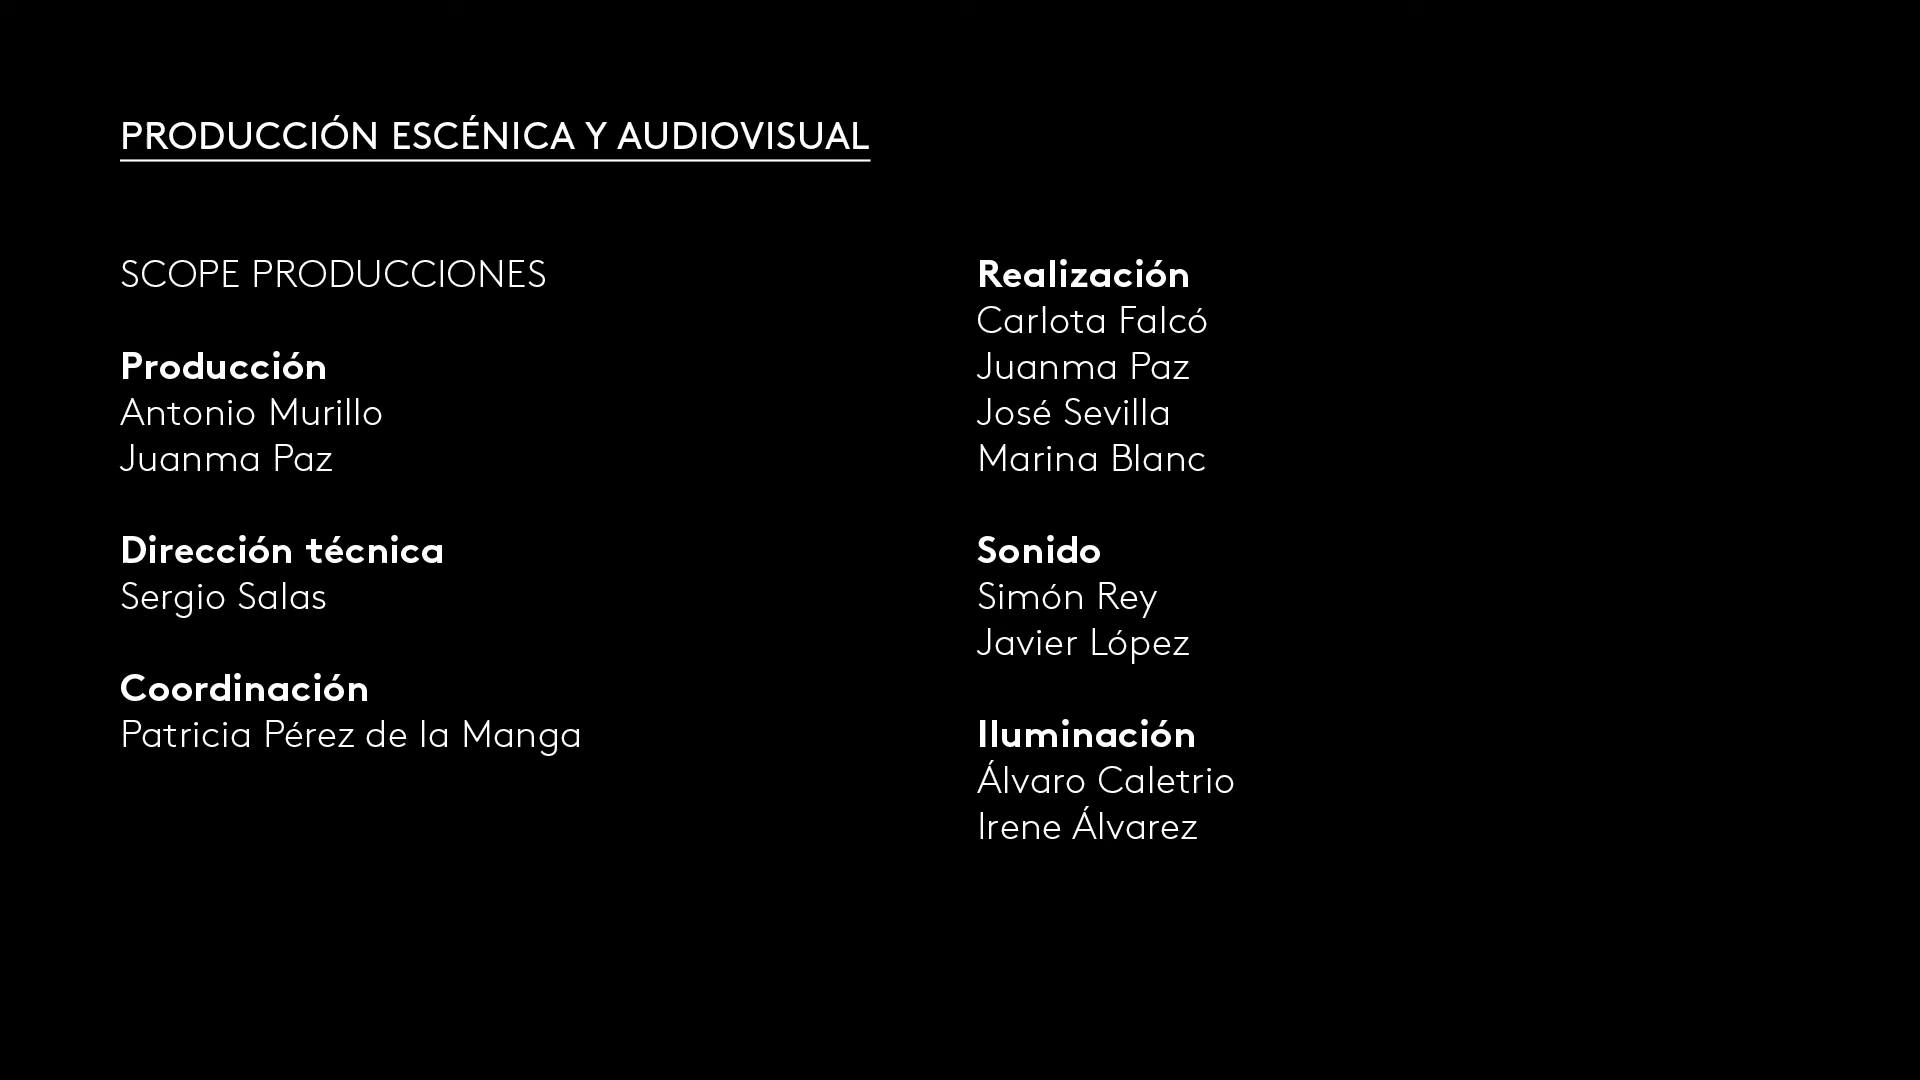 PRODUCCIÓN ESCÉNICA Y AUDIOVISUAL
SCOPE PRODUCCIONES
Producción
Antonio Murillo
Juanma Paz
Dirección técnica
Sergio Salas
Coordinación
Patricia Pérez de la Manga
Realización
Carlota Falcó
Juanma Paz
José Sevilla
Marina Blanc
Sonido
Simón Rey
Javier López
Iluminación
Álvaro Caletrio
Irene Álvarez